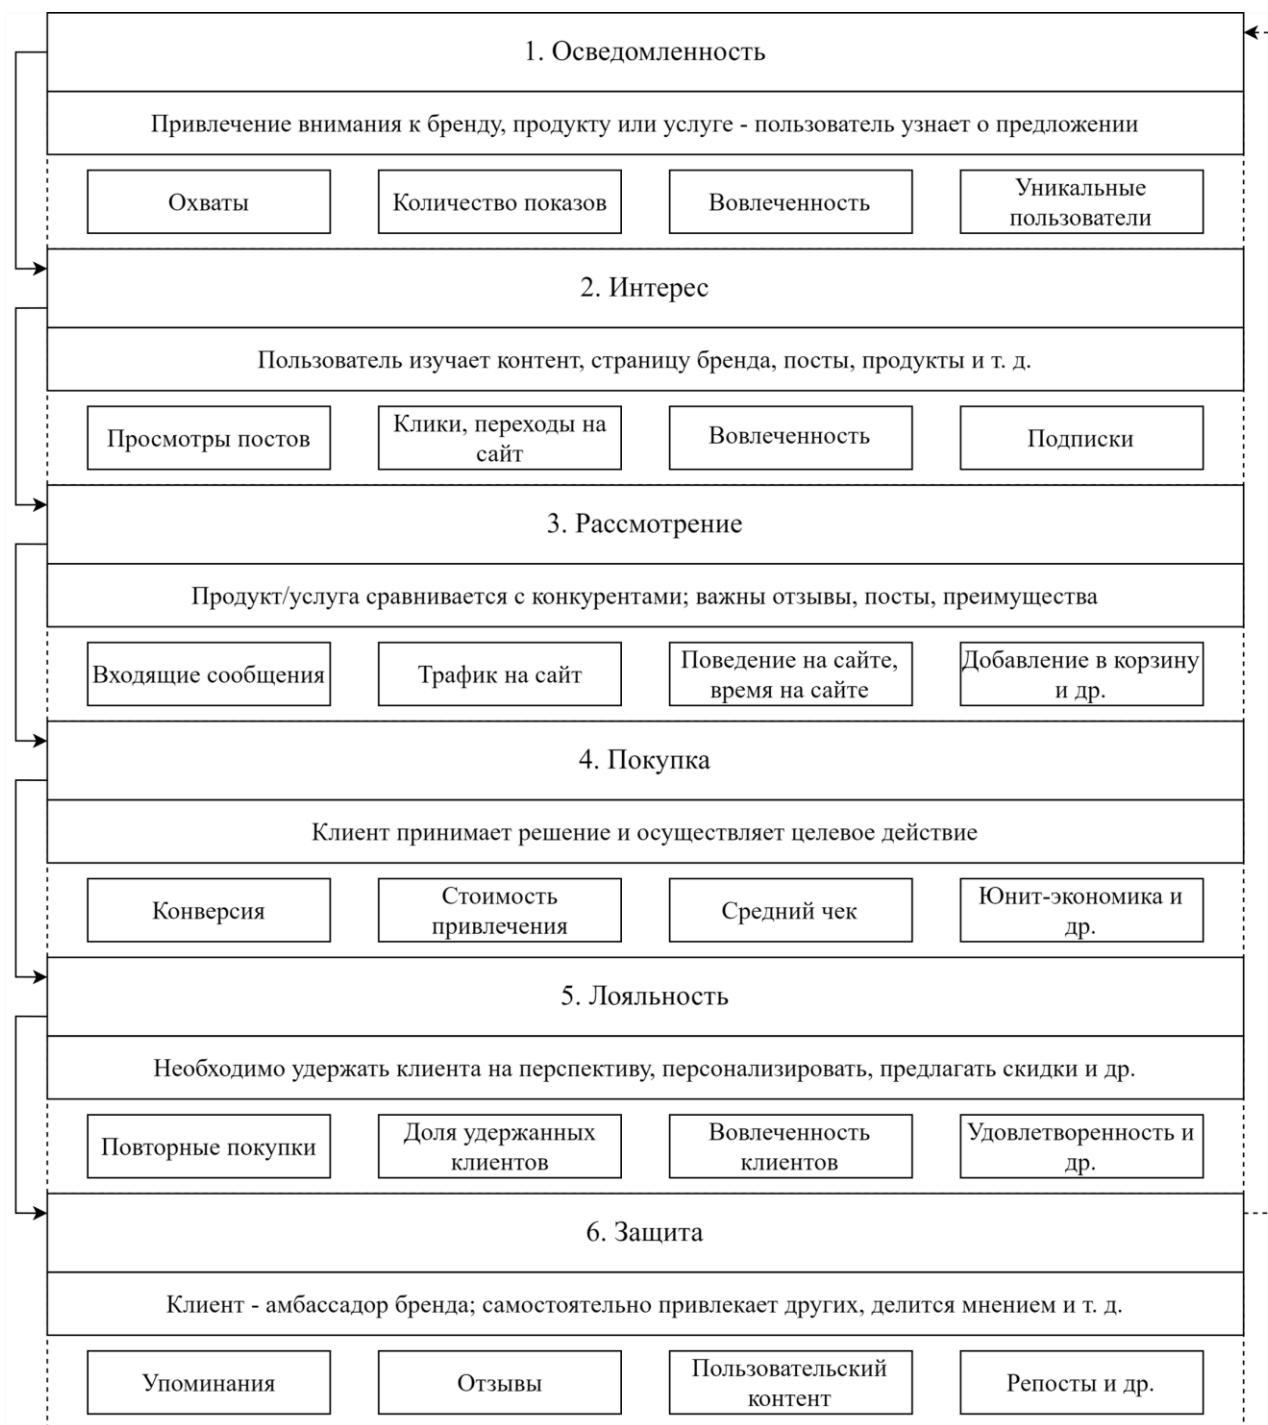 1. Осведомленность
Привлечение внимания к бренду, продукту или услуге - пользователь узнает о предложении
Охваты
Количество показов
Вовлеченность
Уникальные
пользователи
2. Интерес
Пользователь изучает контент, страницу бренда, посты, продукты и т. д.
Просмотры постов
Клики, переходы на
сайт
Вовлеченность
Подписки
3. Рассмотрение
Продукт/услуга сравнивается с конкурентами; важны отзывы, посты, преимущества
Входящие сообщения
Трафик на сайт
Поведение на сайте,
время на сайте
Добавление в корзину
и др.
4. Покупка
Клиент принимает решение и осуществляет целевое действие
Конверсия
Стоимость
привлечения
Средний чек
Юнит-экономика и
др.
5. Лояльность
Необходимо удержать клиента на перспективу, персонализировать, предлагать скидки и др.
Повторные покупки
Доля удержанных
клиентов
Вовлеченность
клиентов
Удовлетворенность и
др.
6. Защита
Клиент - амбассадор бренда; самостоятельно привлекает других, делится мнением и т. д.
Упоминания
Отзывы
Пользовательский
контент
Репосты и др.